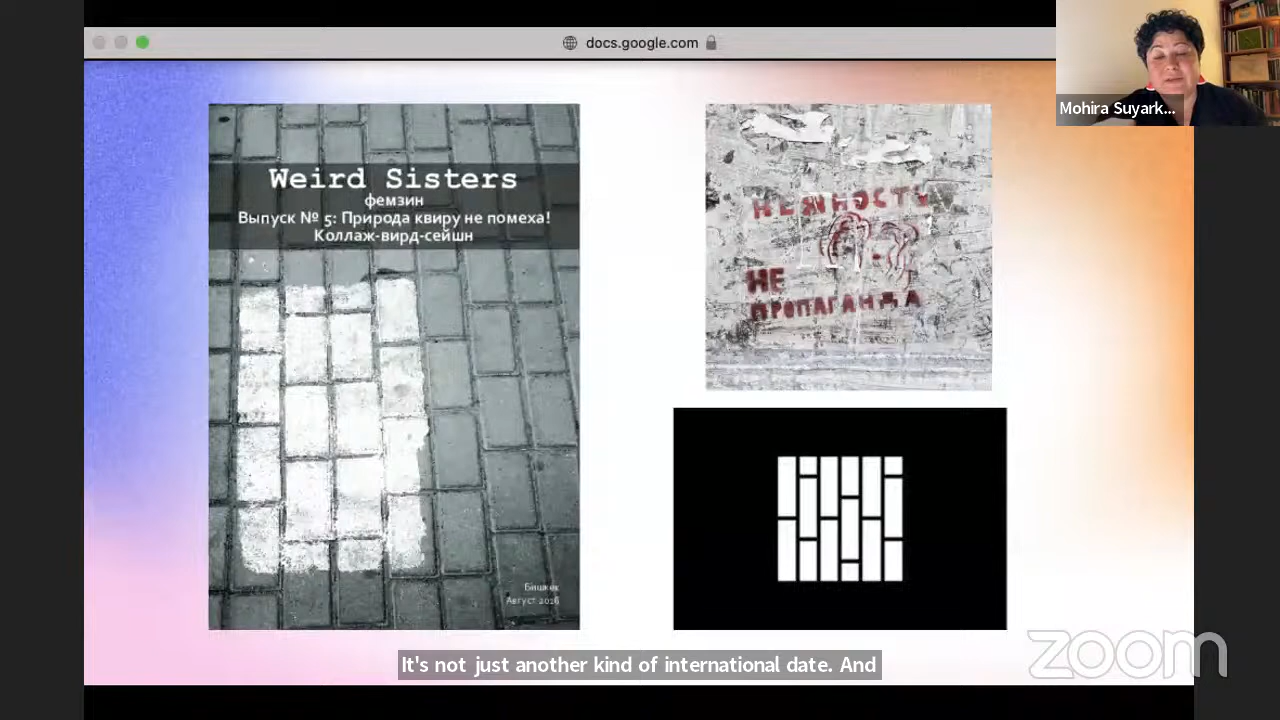 docs.google.com
Mohira Suyark...
Weird Sisters
фемзин
Выпуск № 5: Природа квиру не помеха!
Коллаж-вирд-сейшн
Бишкек
Август 2016
НЕЖНОСТЬ
НЕ
ПРОПАГАНДА
It's not just another kind of international date. And
zoom